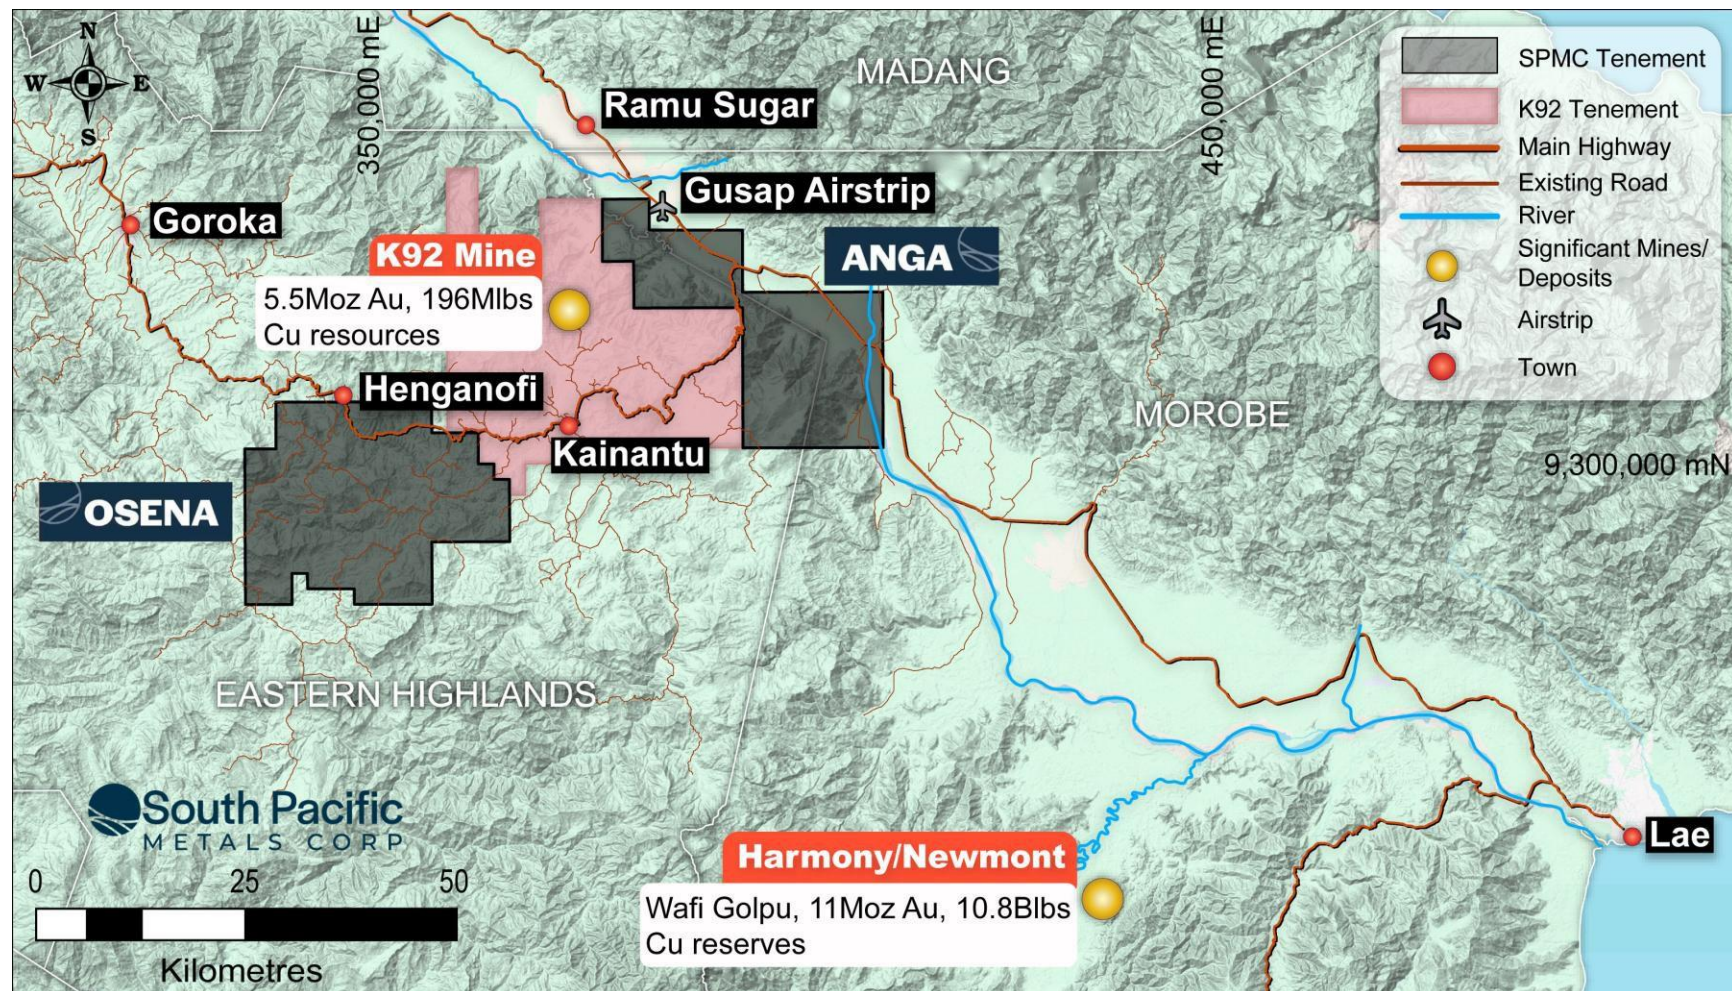 N
W E
S
350,000 mE
MADANG
450,000 mE
Ramu Sugar
Gusap Airstrip
Goroka
K92 Mine
5.5Moz Au, 196Mlbs
Cu resources
ANGA
Henganofi
Kainantu
OSENA
MOROBE
9,300,000 mN
EASTERN HIGHLANDS
SPMC Tenement
K92 Tenement
Main Highway
Existing Road
River
Significant Mines/
Deposits
Airstrip
Town
South Pacific
METALS CORP
0 25 50
Kilometres
Harmony/Newmont
Wafi Golpu, 11Moz Au, 10.8Blbs
Cu reserves
Lae